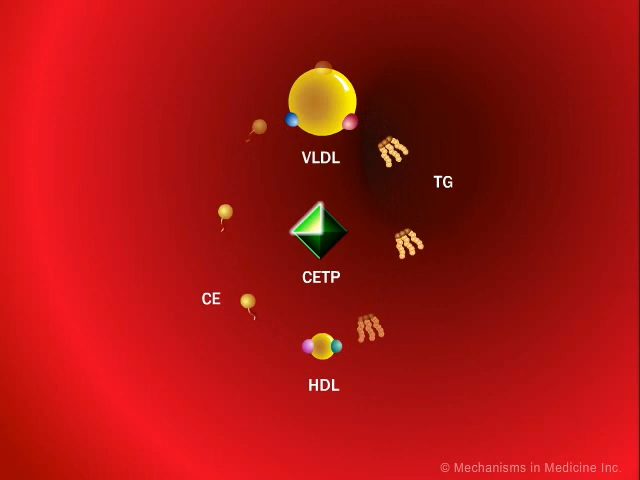 VLDL
TG
CETP
CE
HDL
© Mechanisms in Medicine Inc.